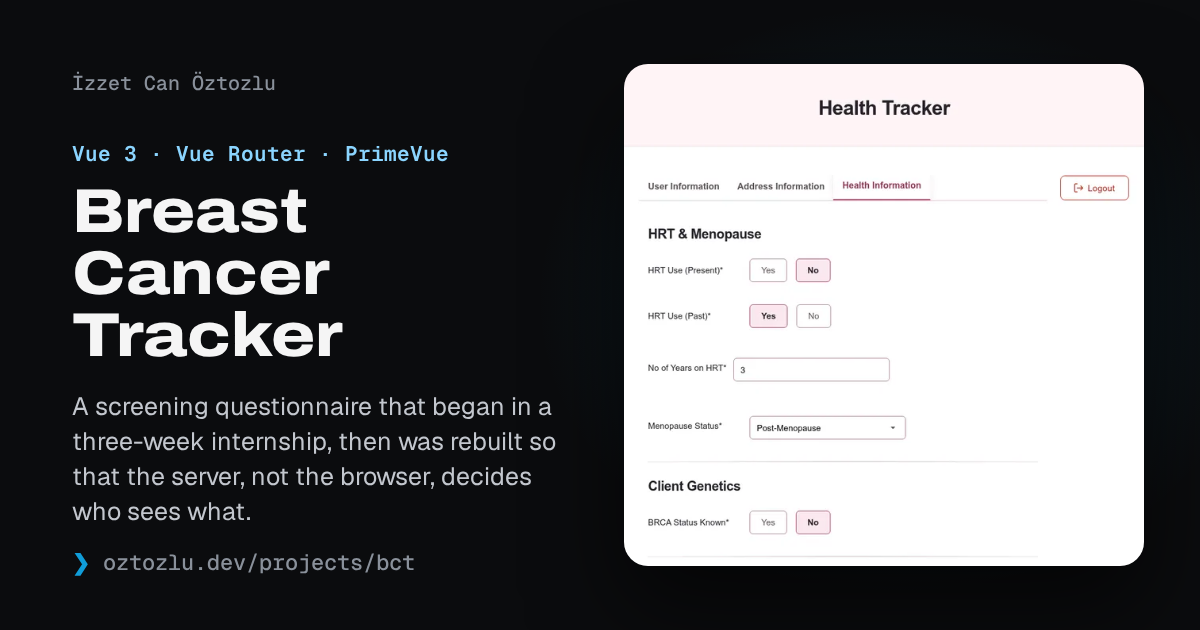 İzzet Can Öztozlu
Vue 3 · Vue Router · PrimeVue
Breast
Cancer
Tracker
A screening questionnaire that began in a
three-week internship, then was rebuilt so
that the server, not the browser, decides
who sees what.
❯ oztozlu.dev/projects/bct
Health Tracker
User Information Address Information Health Information Logout
HRT & Menopause
HRT Use (Present)* Yes No
HRT Use (Past)* Yes No
No of Years on HRT* 3
Menopause Status* Post-Menopause
Client Genetics
BRCA Status Known* Yes No